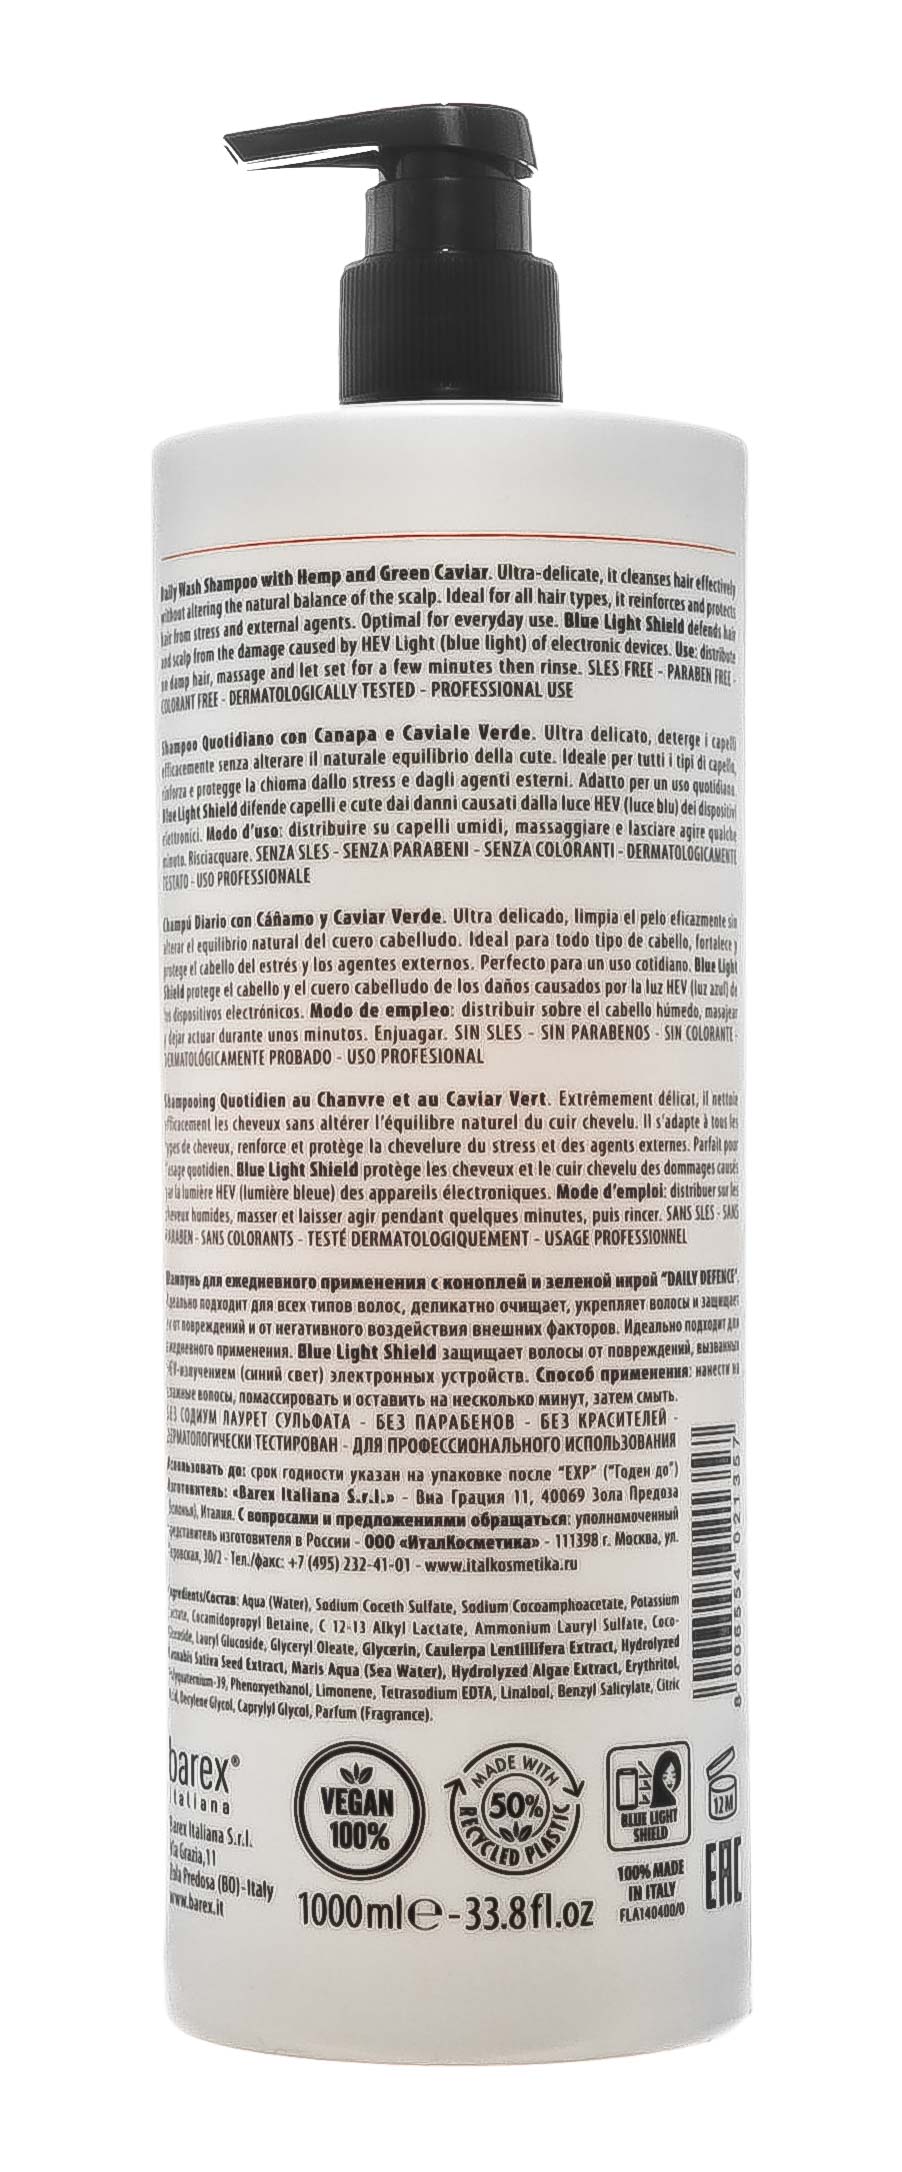 Daily Wash Shampoo with Hemp and Green Caviar. Ultra-delicate, it cleanses hair effectively
without altering the natural balance of the scalp. Ideal for all hair types, it reinforces and protects
hair from stress and external agents. Optimal for everyday use. Blue Light Shield defends hair
and scalp from the damage caused by HEV Light (blue light) of electronic devices. Use: distribute
on damp hair, massage and let set for a few minutes then rinse. SLES FREE - PARABEN FREE -
COLORANT FREE - DERMATOLOGICALLY TESTED - PROFESSIONAL USE
Shampoo Quotidiano con Canapa e Caviale Verde. Ultra delicato, deterge i capelli
efficacemente senza alterare il naturale equilibrio della cute. Ideale per tutti i tipi di capello,
rinforza e protegge la chioma dallo stress e dagli agenti esterni. Adatto per un uso quotidiano.
Blue Light Shield difende capelli e cute dai danni causati dalla luce HEV (luce blu) dei dispositivi
elettronici. Modo d'uso: distribuire su capelli umidi, massaggiare e lasciare agire qualche
minuto. Risciacquare. SENZA SLES - SENZA PARABENI - SENZA COLORANTI - DERMATOLOGICAMENTE
TESTATO - USO PROFESSIONALE
Champú Diario con Cáñamo y Caviar Verde. Ultra delicado, limpia el pelo eficazmente sin
alterar el equilibrio natural del cuero cabelludo. Ideal para todo tipo de cabello, fortalece y
protege el cabello del estrés y los agentes externos. Perfecto para un uso cotidiano. Blue Light
Shield protege el cabello y el cuero cabelludo de los daños causados por la luz HEV (luz azul) de
los dispositivos electrónicos. Modo de empleo: distribuir sobre el cabello húmedo, masajear
y dejar actuar durante unos minutos. Enjuagar. SIN SLES - SIN PARABENOS - SIN COLORANTE -
DERMATOLÓGICAMENTE PROBADO - USO PROFESIONAL
Shampooing Quotidien au Chanvre et au Caviar Vert. Extrêmement délicat, il nettoie
efficacement les cheveux sans altérer l'équilibre naturel du cuir chevelu. Il s'adapte à tous les
types de cheveux, renforce et protège la chevelure du stress et des agents externes. Parfait pour
l'usage quotidien. Blue Light Shield protège les cheveux et le cuir chevelu des dommages causés
par la lumière HEV (lumière bleue) des appareils électroniques. Mode d'emploi: distribuer sur les
cheveux humides, masser et laisser agir pendant quelques minutes, puis rincer. SANS SLES - SANS
PARABEN - SANS COLORANTS - TESTÉ DERMATOLOGIQUEMENT - USAGE PROFESSIONNEL
Шампунь для ежедневного применения с коноплей и зеленой икрой "DAILY DEFENCE".
Идеально подходит для всех типов волос, деликатно очищает, укрепляет волосы и защищает
их от повреждений и от негативного воздействия внешних факторов. Идеально подходит для
ежедневного применения. Blue Light Shield защищает волосы от повреждений, вызванных
HEV-излучением (синий свет) электронных устройств. Способ применения: нанести на
влажные волосы, помассировать и оставить на несколько минут, затем смыть.
БЕЗ СОДИУМ ЛАУРЕТ СУЛЬФАТА - БЕЗ ПАРАБЕНОВ - БЕЗ КРАСИТЕЛЕЙ -
ДЕРМАТОЛОГИЧЕСКИ ТЕСТИРОВАН - ДЛЯ ПРОФЕССИОНАЛЬНОГО ИСПОЛЬЗОВАНИЯ
Использовать до: срок годности указан на упаковке после "EXP" ("Годен до")
Изготовитель: «Barex Italiana S.r.l.» - Виа Грация 11, 40069 Зола Предоза
(Болонья), Италия. С вопросами и предложениями обращаться: уполномоченный
представитель изготовителя в России - ООО «ИталКосметика» - 111398 г. Москва, ул.
30/2 - Тел./факс: +7 (495) 232-41-01 - www.italkosmetika.ru
Ingredients/Состав: Aqua (Water), Sodium Coceth Sulfate, Sodium Cocoamphoacetate, Potassium
Lactate, Cocamidopropyl Betaine, C 12-13 Alkyl Lactate, Ammonium Lauryl Sulfate, Coco-
Glucoside, Lauryl Glucoside, Glyceryl Oleate, Glycerin, Caulerpa Lentillifera Extract, Hydrolyzed
Cannabis Sativa Seed Extract, Maris Aqua (Sea Water), Hydrolyzed Algae Extract, Erythritol,
Polyquaternium-39, Phenoxyethanol, Limonene, Tetrasodium EDTA, Linalool, Benzyl Salicylate, Citric
Acid, Decylene Glycol, Caprylyl Glycol, Parfum (Fragrance).
8 008554 021357
barex®
italiana
Barex Italiana S.r.l.
Via Grazia,11
Zola Predosa (BO)-Italy
www.barex.it
VEGAN
100%
MADE WITH
50%
RECYCLED PLASTIC
BLUE LIGHT
SHIELD
12M
1000ml℮-33.8fl.oz
100% MADE
IN ITALY
FLA140400/0
EAC